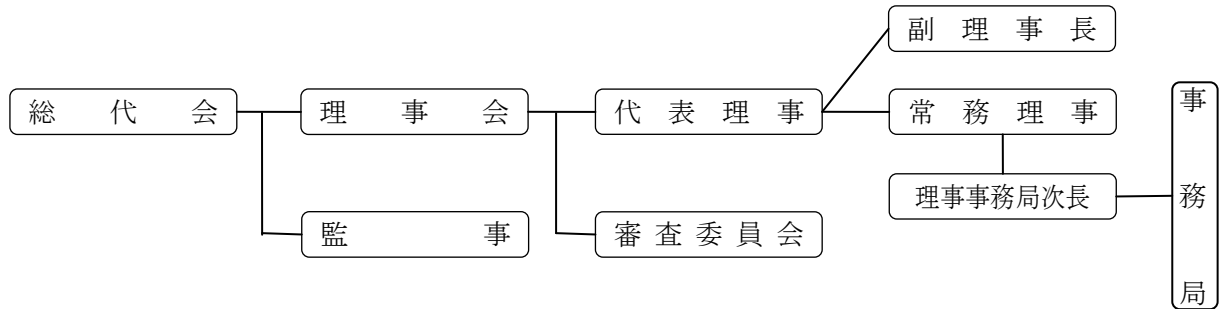 副理事長
総代会
理事会
代表理事
常務理事
理事事務局次長
監事
審査委員会
事務局